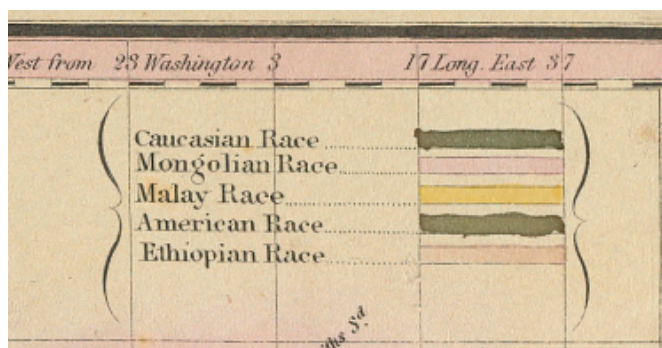 West from 23 Washington 3 17 Long. East 37
Caucasian Race
Mongolian Race
Malay Race
American Race
Ethiopian Race
Sd.